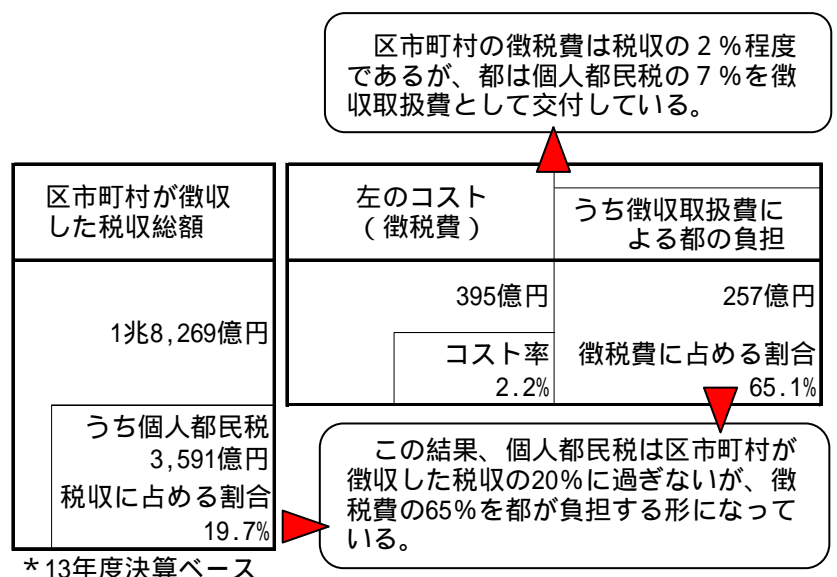 区市町村の徴税費は税収の2%程度
であるが、都は個人都民税の7%を徴
収取扱費として交付している。
区市町村が徴収
した税収総額
左のコスト
(徴税費)
うち徴収取扱費に
よる都の負担
1兆8,269億円
395億円
257億円
コスト率
2.2%
徴税費に占める割合
65.1%
うち個人都民税
3,591億円
税収に占める割合
19.7%
この結果、個人都民税は区市町村が
徴収した税収の20%に過ぎないが、徴
税費の65%を都が負担する形になって
いる。
*13年度決算ベース